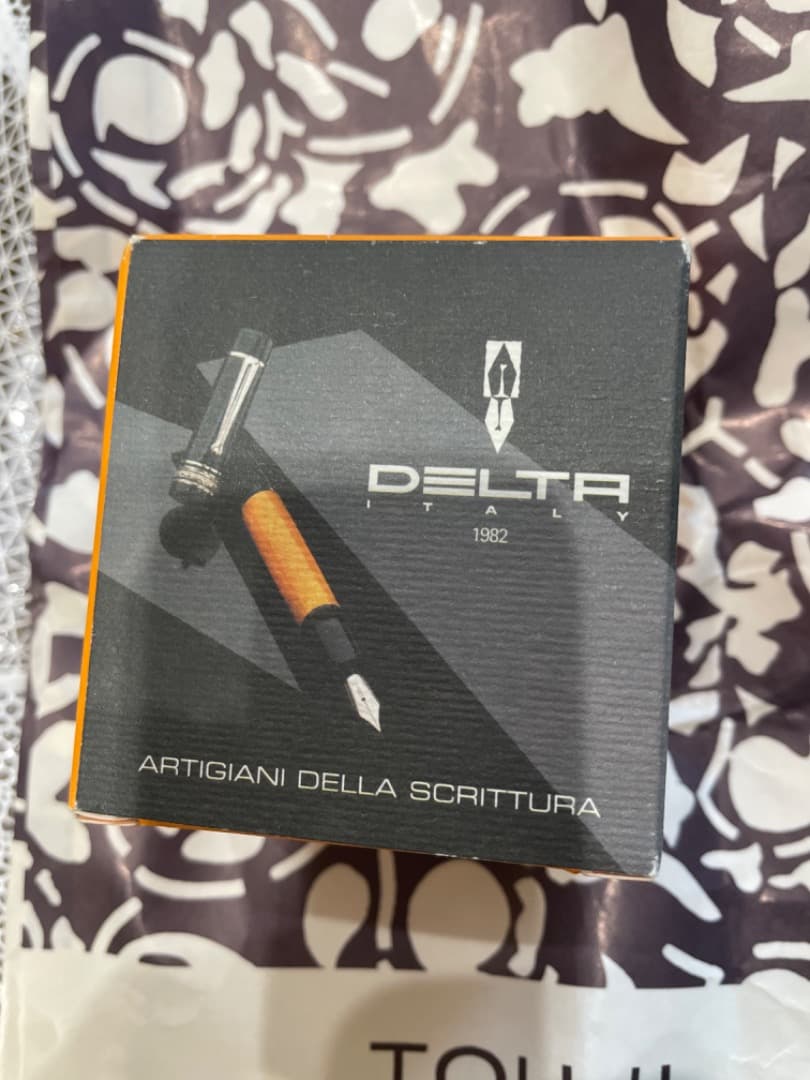 DELTA
ITALY
1982
ARTIGIANI DELLA SCRITTURA